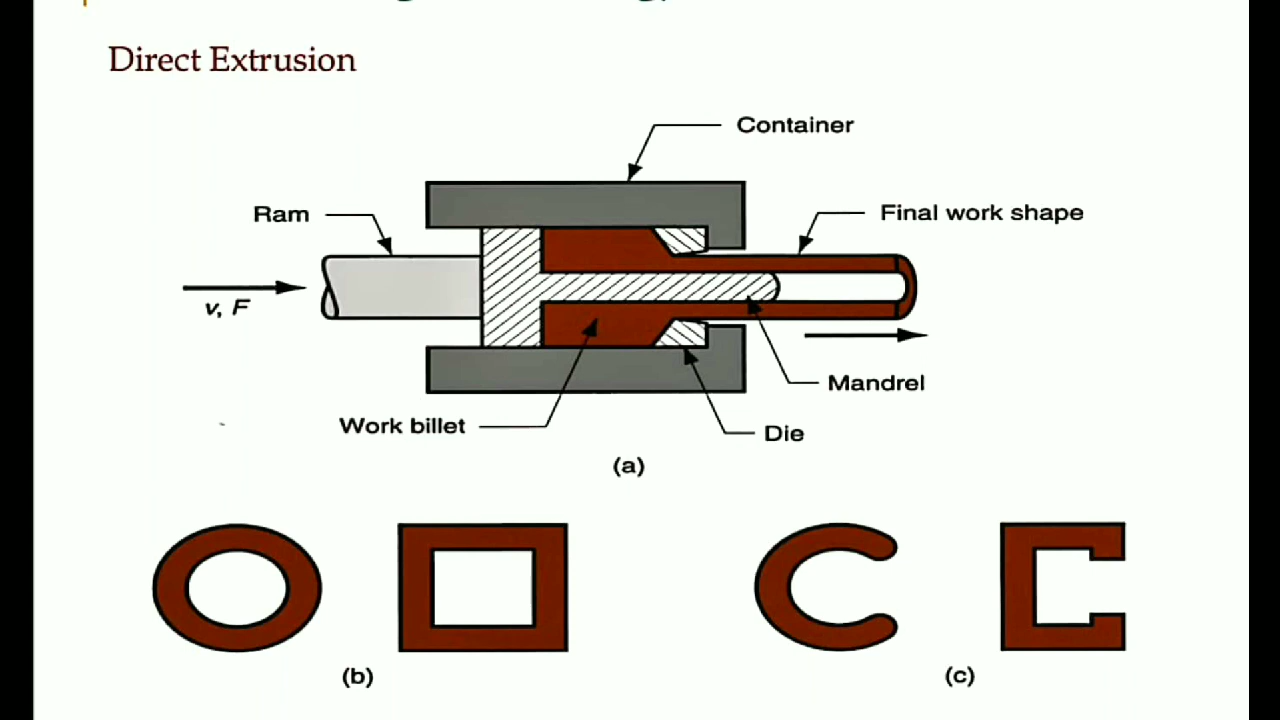 Direct Extrusion
Container
Ram
Final work shape
v, F
Mandrel
Work billet
Die
(a)
(b)
(c)